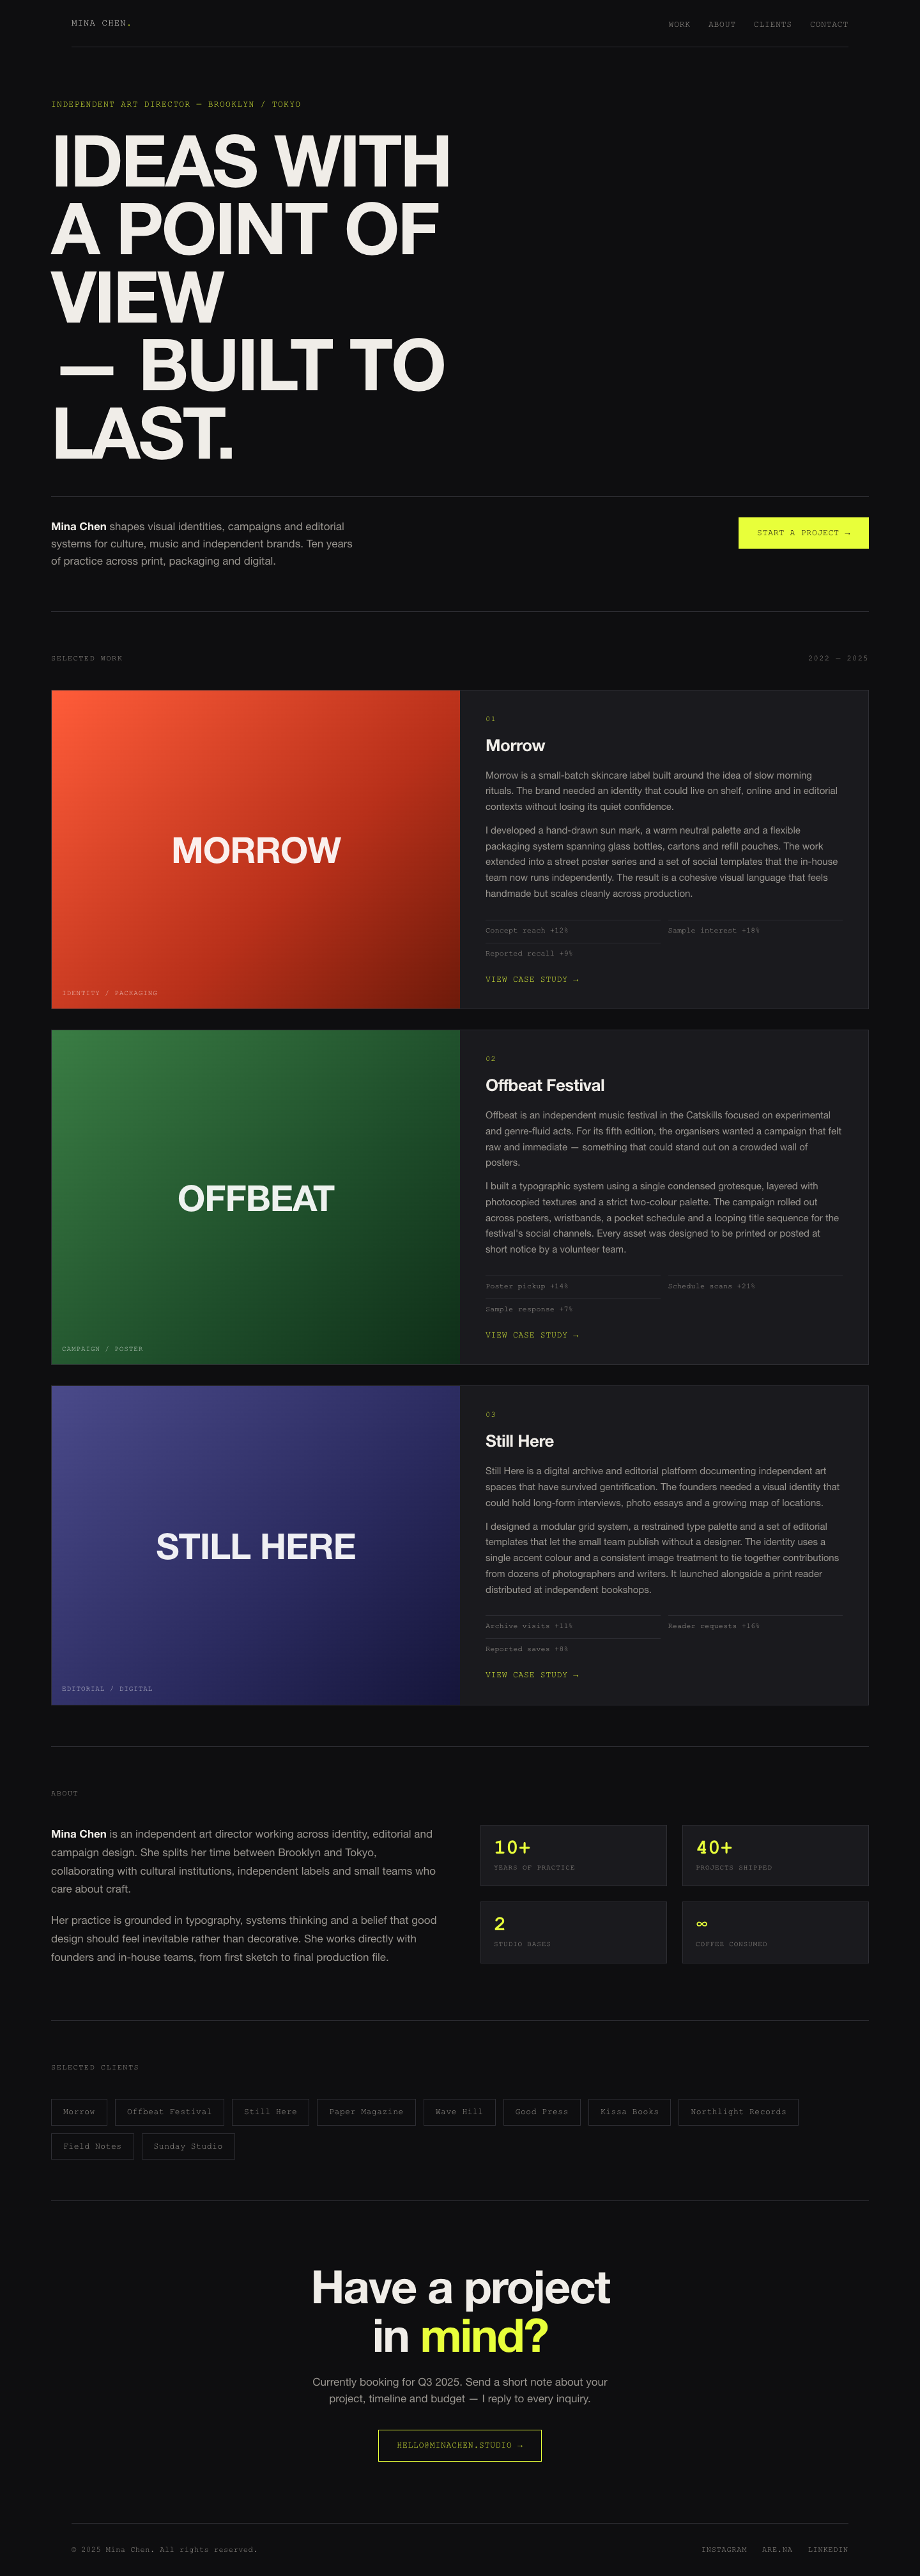 MINA CHEN.
WORK ABOUT CLIENTS CONTACT
INDEPENDENT ART DIRECTOR — BROOKLYN / TOKYO
IDEAS WITH
A POINT OF
VIEW
— BUILT TO
LAST.
Mina Chen shapes visual identities, campaigns and editorial
systems for culture, music and independent brands. Ten years
of practice across print, packaging and digital.
START A PROJECT →
SELECTED WORK
2022 — 2025
MORROW
IDENTITY / PACKAGING
01
Morrow
Morrow is a small-batch skincare label built around the idea of slow morning
rituals. The brand needed an identity that could live on shelf, online and in editorial
contexts without losing its quiet confidence.
I developed a hand-drawn sun mark, a warm neutral palette and a flexible
packaging system spanning glass bottles, cartons and refill pouches. The work
extended into a street poster series and a set of social templates that the in-house
team now runs independently. The result is a cohesive visual language that feels
handmade but scales cleanly across production.
Concept reach +12%
Sample interest +18%
Reported recall +9%
VIEW CASE STUDY →
OFFBEAT
CAMPAIGN / POSTER
02
Offbeat Festival
Offbeat is an independent music festival in the Catskills focused on experimental
and genre-fluid acts. For its fifth edition, the organisers wanted a campaign that felt
raw and immediate — something that could stand out on a crowded wall of
posters.
I built a typographic system using a single condensed grotesque, layered with
photocopied textures and a strict two-colour palette. The campaign rolled out
across posters, wristbands, a pocket schedule and a looping title sequence for the
festival's social channels. Every asset was designed to be printed or posted at
short notice by a volunteer team.
Poster pickup +14%
Schedule scans +21%
Sample response +7%
VIEW CASE STUDY →
STILL HERE
EDITORIAL / DIGITAL
03
Still Here
Still Here is a digital archive and editorial platform documenting independent art
spaces that have survived gentrification. The founders needed a visual identity that
could hold long-form interviews, photo essays and a growing map of locations.
I designed a modular grid system, a restrained type palette and a set of editorial
templates that let the small team publish without a designer. The identity uses a
single accent colour and a consistent image treatment to tie together contributions
from dozens of photographers and writers. It launched alongside a print reader
distributed at independent bookshops.
Archive visits +11%
Reader requests +16%
Reported saves +8%
VIEW CASE STUDY →
ABOUT
Mina Chen is an independent art director working across identity, editorial and
campaign design. She splits her time between Brooklyn and Tokyo,
collaborating with cultural institutions, independent labels and small teams who
care about craft.
Her practice is grounded in typography, systems thinking and a belief that good
design should feel inevitable rather than decorative. She works directly with
founders and in-house teams, from first sketch to final production file.
10+
YEARS OF PRACTICE
40+
PROJECTS SHIPPED
2
STUDIO BASES
∞
COFFEE CONSUMED
SELECTED CLIENTS
Morrow
Offbeat Festival
Still Here
Paper Magazine
Wave Hill
Good Press
Kissa Books
Northlight Records
Field Notes
Sunday Studio
Have a project
in mind?
Currently booking for Q3 2025. Send a short note about your
project, timeline and budget — I reply to every inquiry.
HELLO@MINACHEN.STUDIO →
© 2025 Mina Chen. All rights reserved.
INSTAGRAM ARE.NA LINKEDIN